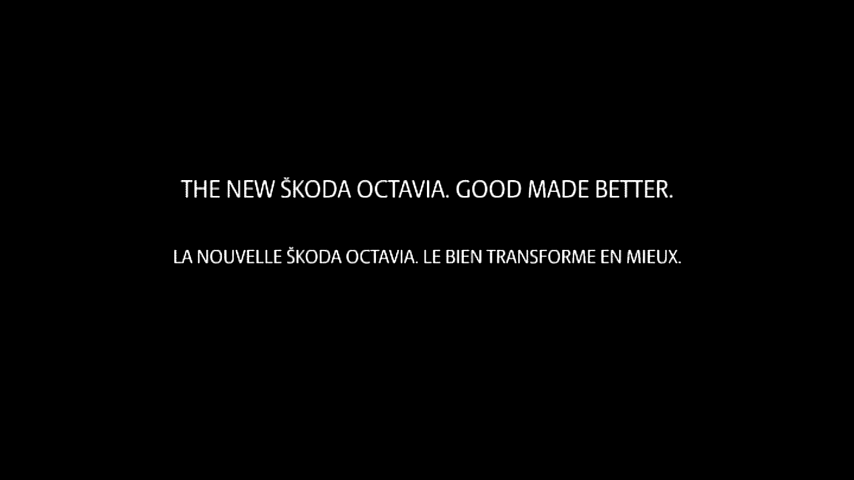 THE NEW ŠKODA OCTAVIA. GOOD MADE BETTER.
LA NOUVELLE ŠKODA OCTAVIA. LE BIEN TRANSFORME EN MIEUX.